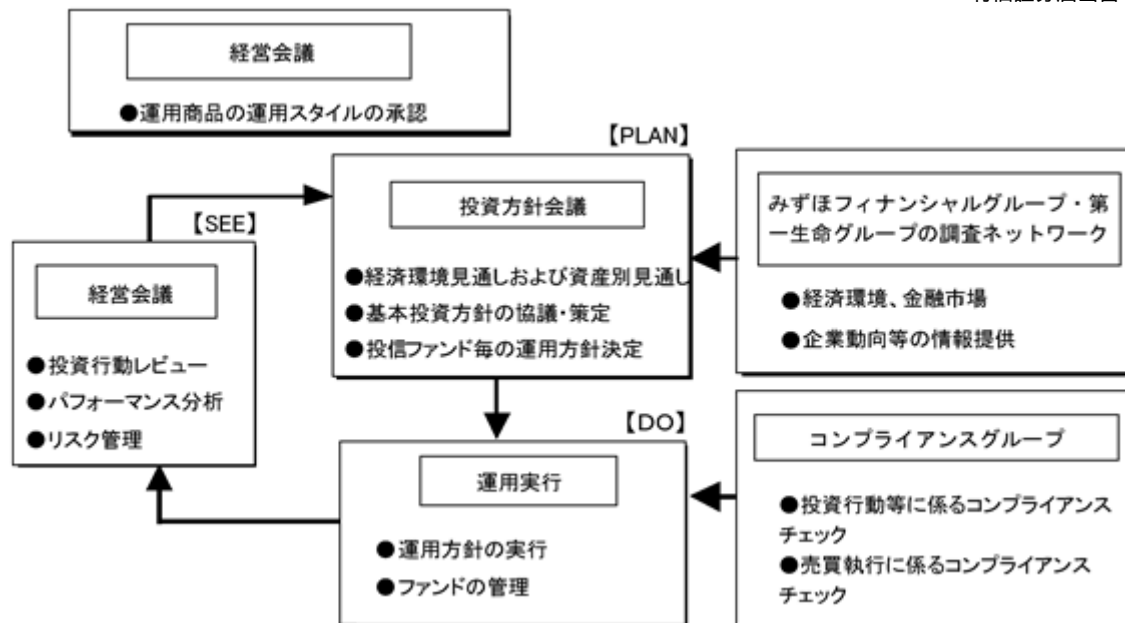 経営会議
●運用商品の運用スタイルの承認
【PLAN】
投資方針会議
●経済環境見通しおよび資産別見通し
●基本投資方針の協議・策定
●投信ファンド毎の運用方針決定
みずほフィナンシャルグループ・第
一生命グループの調査ネットワーク
●経済環境、金融市場
●企業動向等の情報提供
【SEE】
経営会議
●投資行動レビュー
●パフォーマンス分析
●リスク管理
【DO】
運用実行
●運用方針の実行
●ファンドの管理
コンプライアンスグループ
●投資行動等に係るコンプライアンス
チェック
●売買執行に係るコンプライアンス
チェック